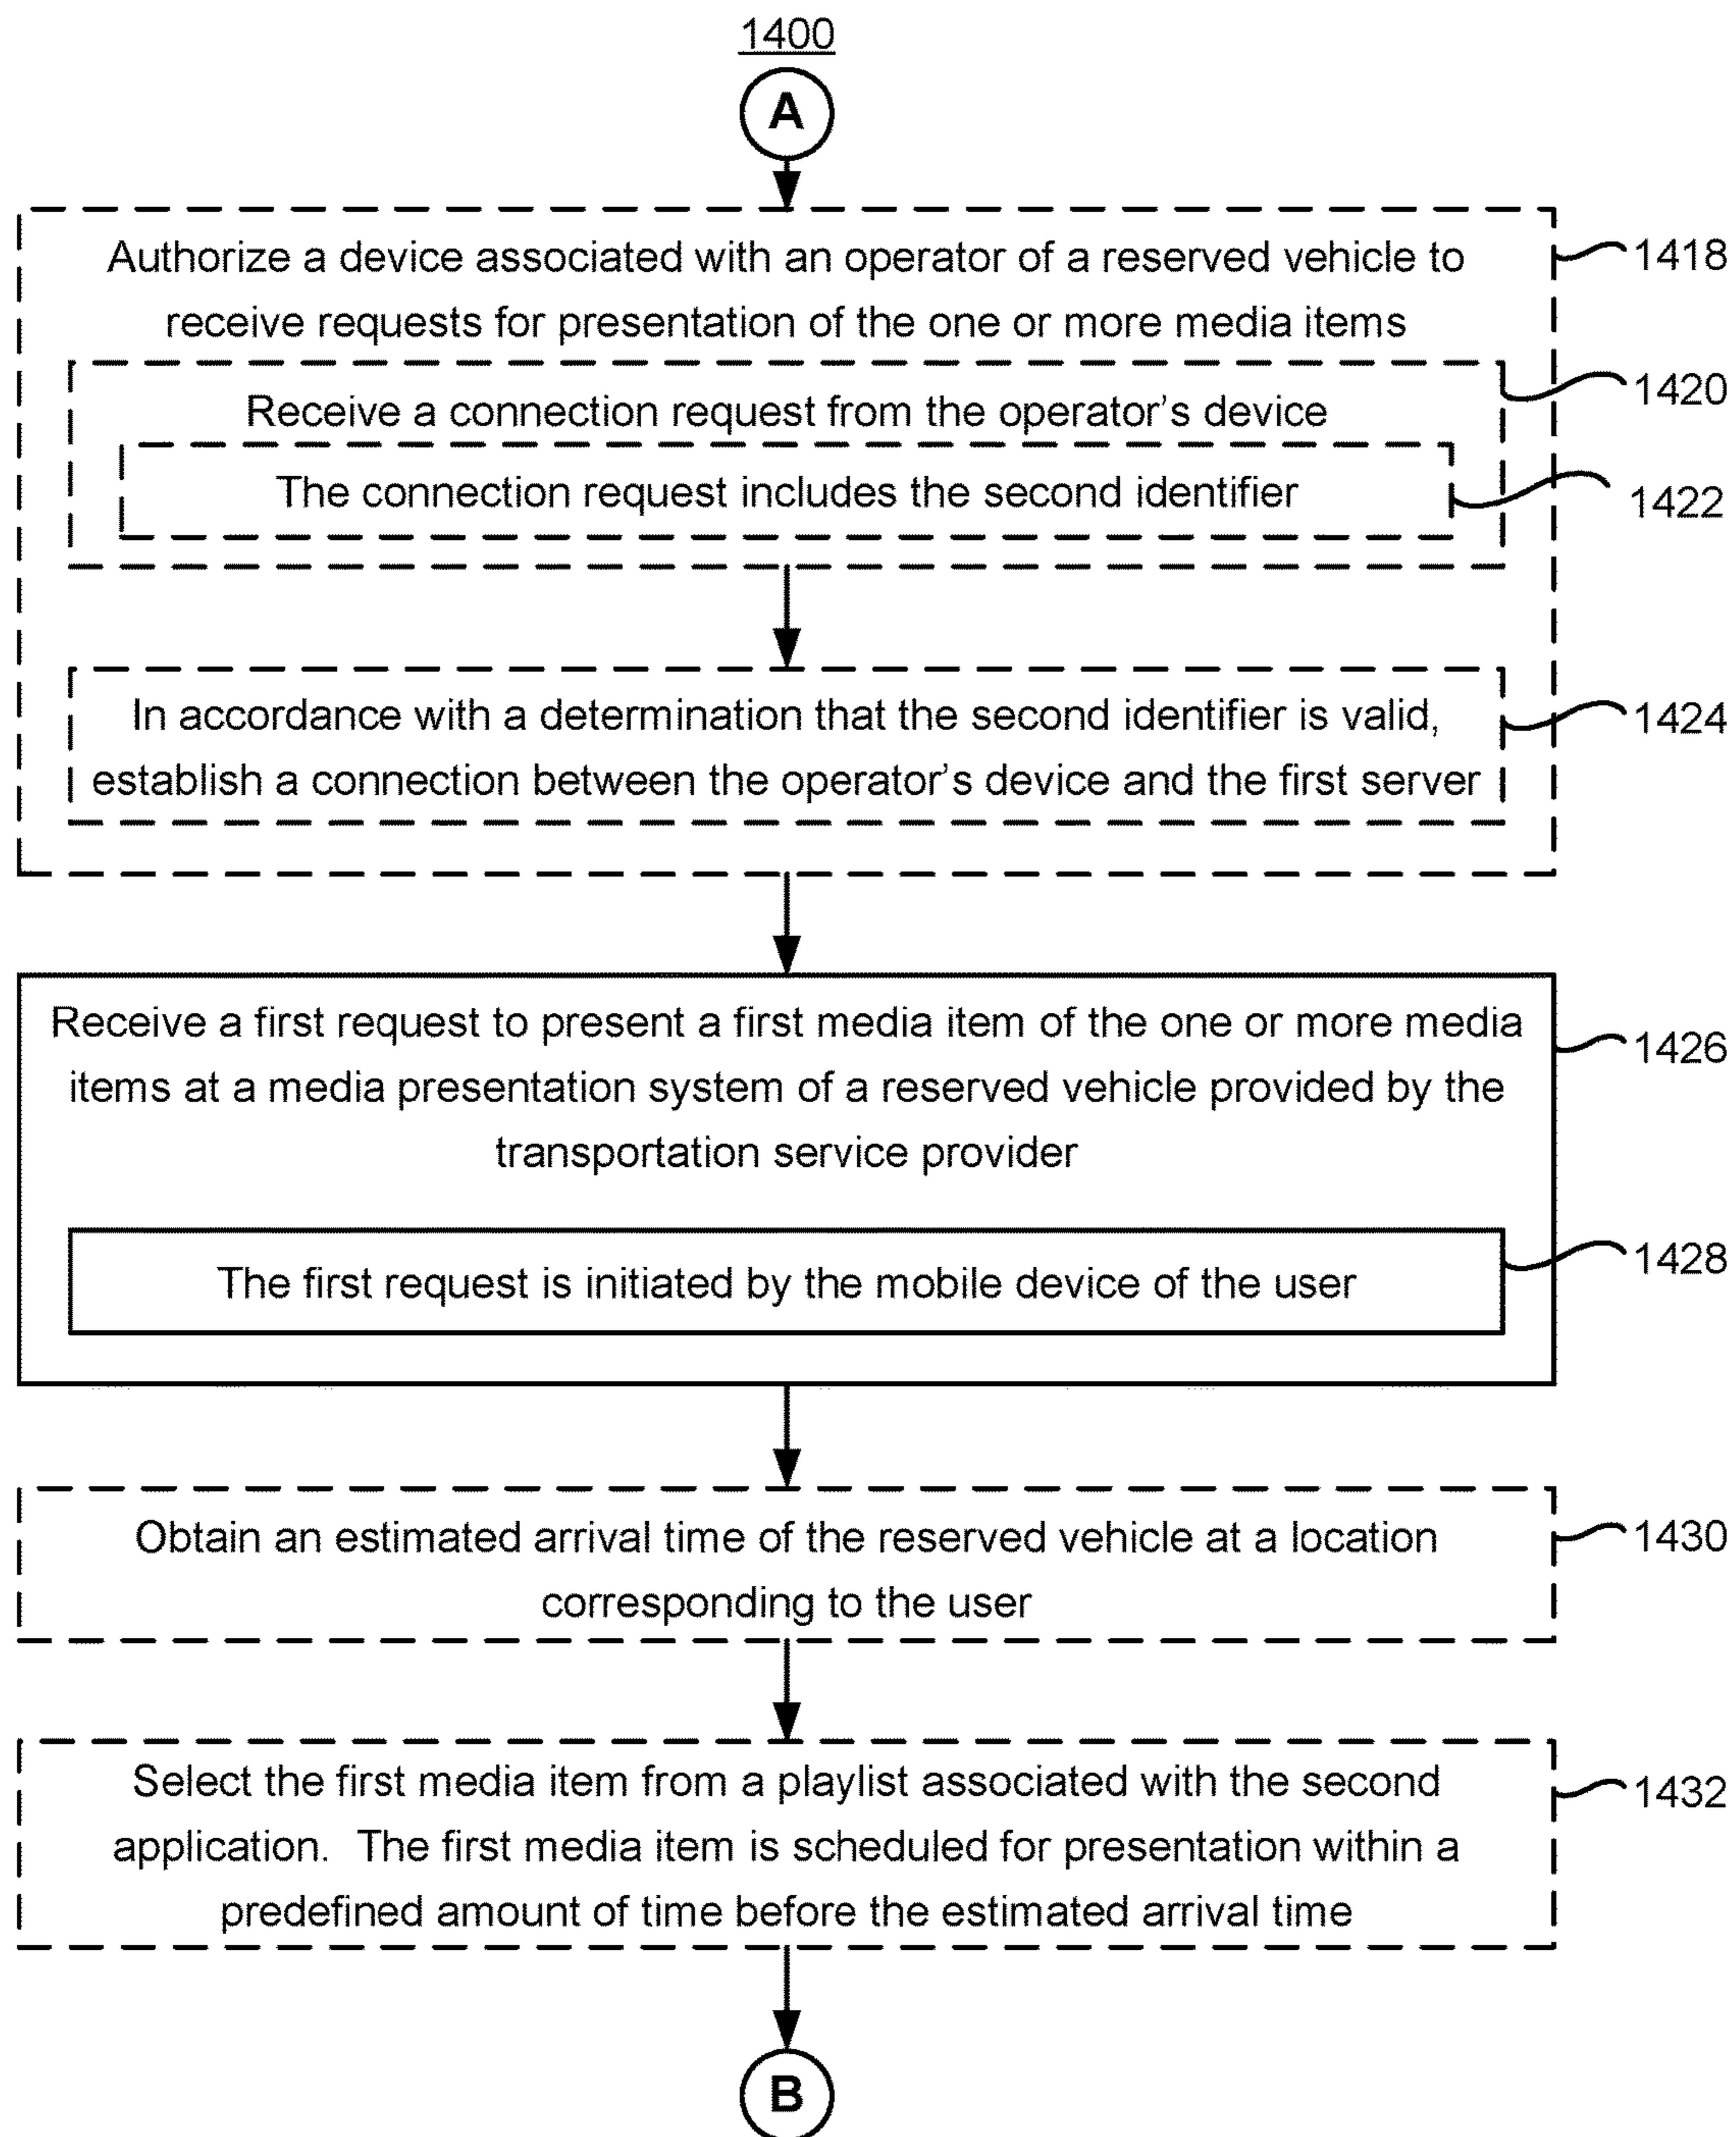 1400
A
Authorize a device associated with an operator of a reserved vehicle to
receive requests for presentation of the one or more media items
1418
Receive a connection request from the operator's device
1420
The connection request includes the second identifier
1422
In accordance with a determination that the second identifier is valid,
establish a connection between the operator's device and the first server
1424
Receive a first request to present a first media item of the one or more media
items at a media presentation system of a reserved vehicle provided by the
transportation service provider
1426
The first request is initiated by the mobile device of the user
1428
Obtain an estimated arrival time of the reserved vehicle at a location
corresponding to the user
1430
Select the first media item from a playlist associated with the second
application.  The first media item is scheduled for presentation within a
predefined amount of time before the estimated arrival time
1432
B